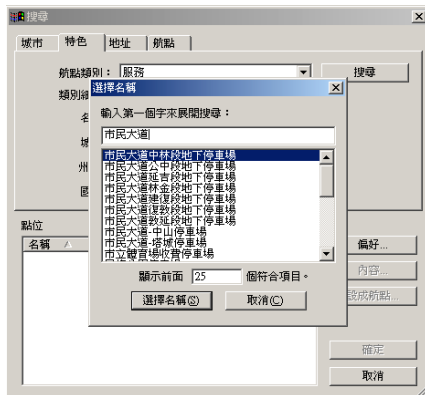 搜尋
城市 特色 地址 航點
航點類別: 服務
搜尋
類別
選擇名稱
輸入第一個字來展開搜尋：
市民大道
市民大道中林段地下停車場
市民大道公中段地下停車場
市民大道延吉段地下停車場
市民大道林金段地下停車場
市民大道建復段地下停車場
市民大道復敦段地下停車場
市民大道敦延段地下停車場
市民大道-中山停車場
市民大道-塔城停車場
市立體育場收費停車場
顯示前面 25 個符合項目。
選擇名稱(S) 取消(C)
點位
名稱
偏好...
內容...
設成航點...
確定
取消